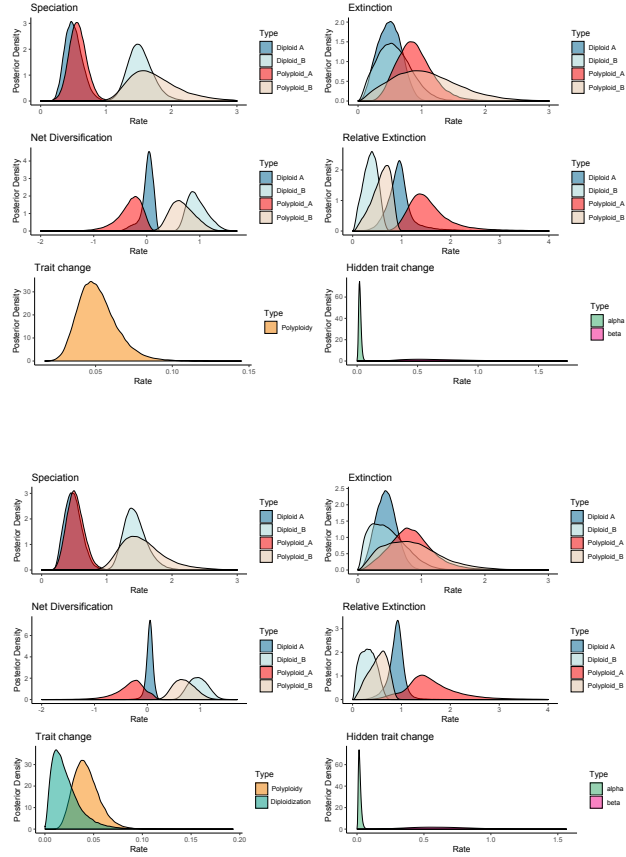 Speciation
Posterior Density
3
2
1
0
0
1
2
3
Rate
Type
Diploid A
Diploid_B
Polyploid_A
Polyploid_B
Extinction
Posterior Density
2.0
1.5
1.0
0.5
0.0
0
1
2
3
Rate
Type
Diploid A
Diploid_B
Polyploid_A
Polyploid_B
Net Diversification
Posterior Density
4
2
0
-2
-1
0
1
Rate
Type
Diploid A
Diploid_B
Polyploid_A
Polyploid_B
Relative Extinction
Posterior Density
2
1
0
0
1
2
3
4
Rate
Type
Diploid A
Diploid_B
Polyploid_A
Polyploid_B
Trait change
Posterior Density
30
20
10
0
0.05
0.10
0.15
Rate
Type
Polyploidy
Hidden trait change
Posterior Density
60
40
20
0
0.0
0.5
1.0
1.5
Rate
Type
alpha
beta
Speciation
Posterior Density
3
2
1
0
0
1
2
3
Rate
Type
Diploid A
Diploid_B
Polyploid_A
Polyploid_B
Extinction
Posterior Density
2.5
2.0
1.5
1.0
0.5
0.0
0
1
2
3
Rate
Type
Diploid A
Diploid_B
Polyploid_A
Polyploid_B
Net Diversification
Posterior Density
6
4
2
0
-2
-1
0
1
Rate
Type
Diploid A
Diploid_B
Polyploid_A
Polyploid_B
Relative Extinction
Posterior Density
3
2
1
0
0
1
2
3
4
Rate
Type
Diploid A
Diploid_B
Polyploid_A
Polyploid_B
Trait change
Posterior Density
30
20
10
0
0.00
0.05
0.10
0.15
0.20
Rate
Type
Polyploidy
Diploidization
Hidden trait change
Posterior Density
60
40
20
0
0.0
0.5
1.0
1.5
Rate
Type
alpha
beta